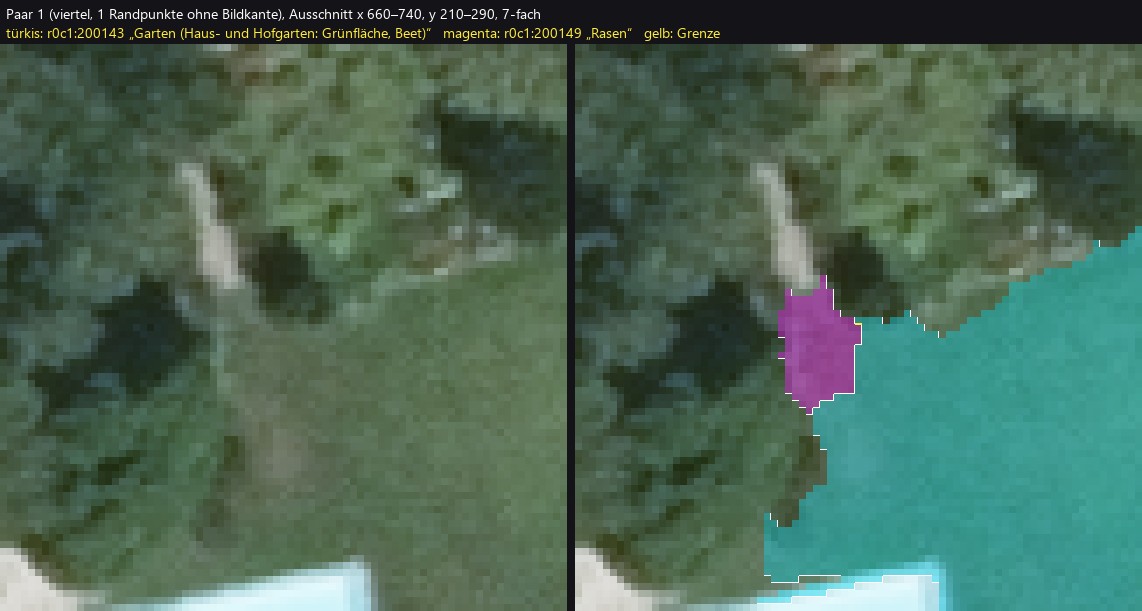 Paar 1 (viertel, 1 Randpunkte ohne Bildkante), Ausschnitt x 660–740, y 210–290, 7-fach
türkis: r0c1:200143 „Garten (Haus- und Hofgarten: Grünfläche, Beet)“ magenta: r0c1:200149 „Rasen“ gelb: Grenze